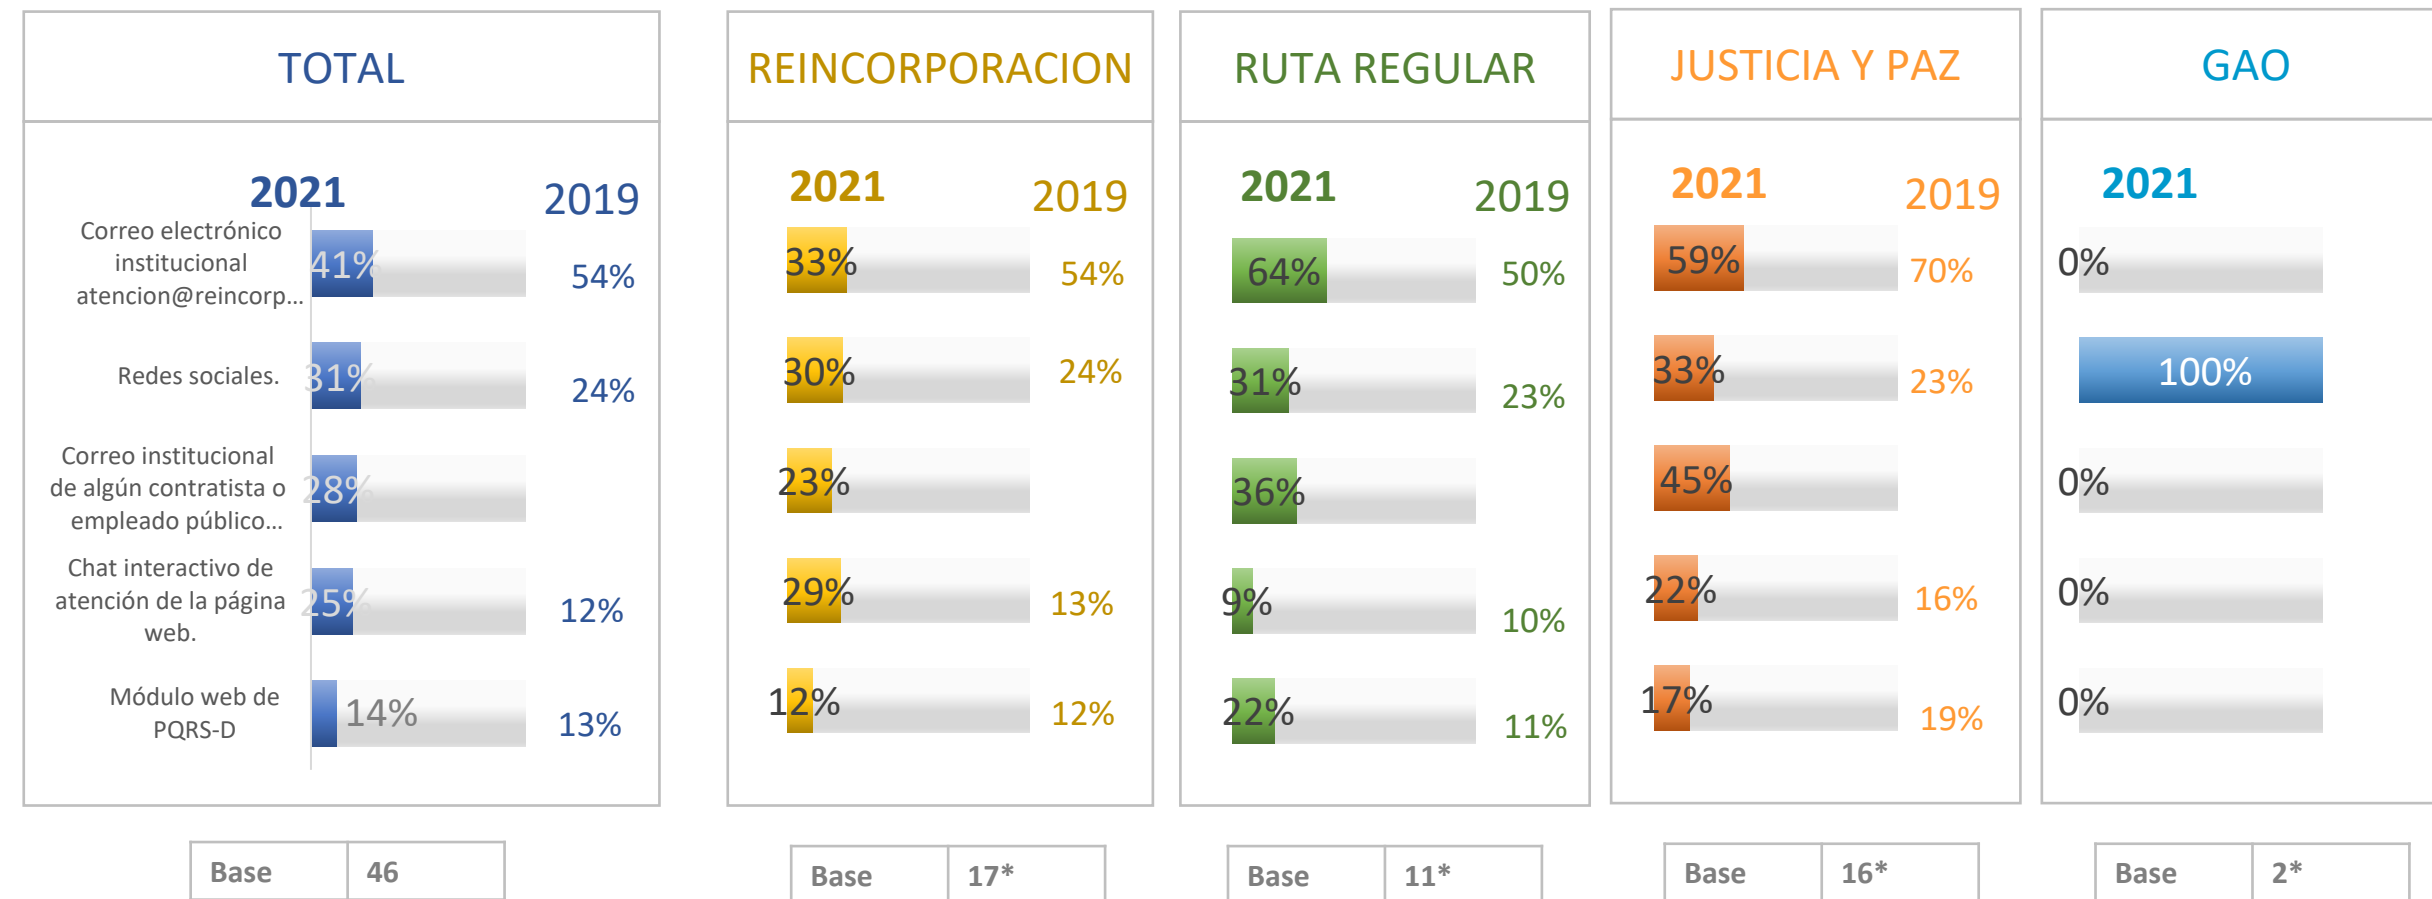 TOTAL
2021
2019
Correo electrónico
institucional
atencion@reincorp...
41%
54%
Redes sociales.
31%
24%
Correo institucional
de algún contratista o
empleado público...
28%
Chat interactivo de
atención de la página
web.
25%
12%
Módulo web de
PQRS-D
14%
13%
Base 46
REINCORPORACION
2021
2019
33%
54%
30%
24%
23%
29%
13%
12%
12%
Base 17*
RUTA REGULAR
2021
2019
64%
50%
31%
23%
36%
9%
10%
22%
11%
Base 11*
JUSTICIA Y PAZ
2021
2019
59%
70%
33%
23%
45%
22%
16%
17%
19%
Base 16*
GAO
2021
0%
100%
0%
0%
0%
Base 2*